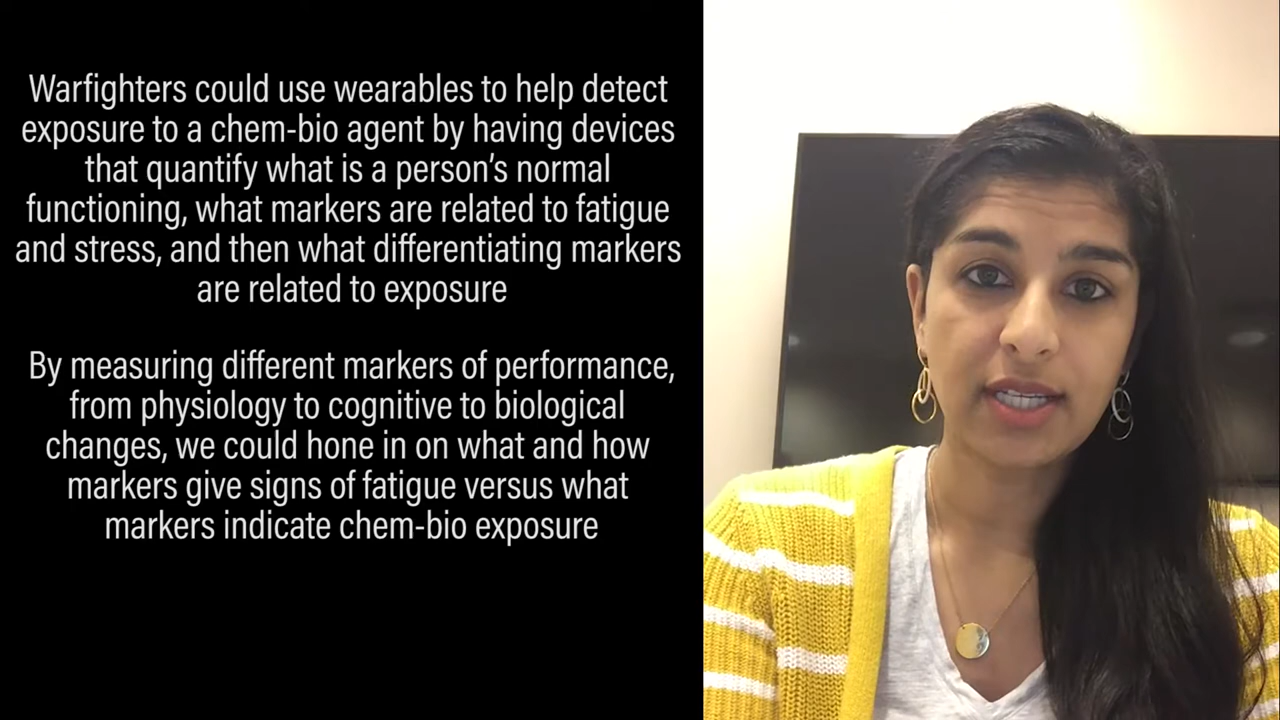 Warfighters could use wearables to help detect
exposure to a chem-bio agent by having devices
that quantify what is a person’s normal
functioning, what markers are related to fatigue
and stress, and then what differentiating markers
are related to exposure
By measuring different markers of performance,
from physiology to cognitive to biological
changes, we could hone in on what and how
markers give signs of fatigue versus what
markers indicate chem-bio exposure